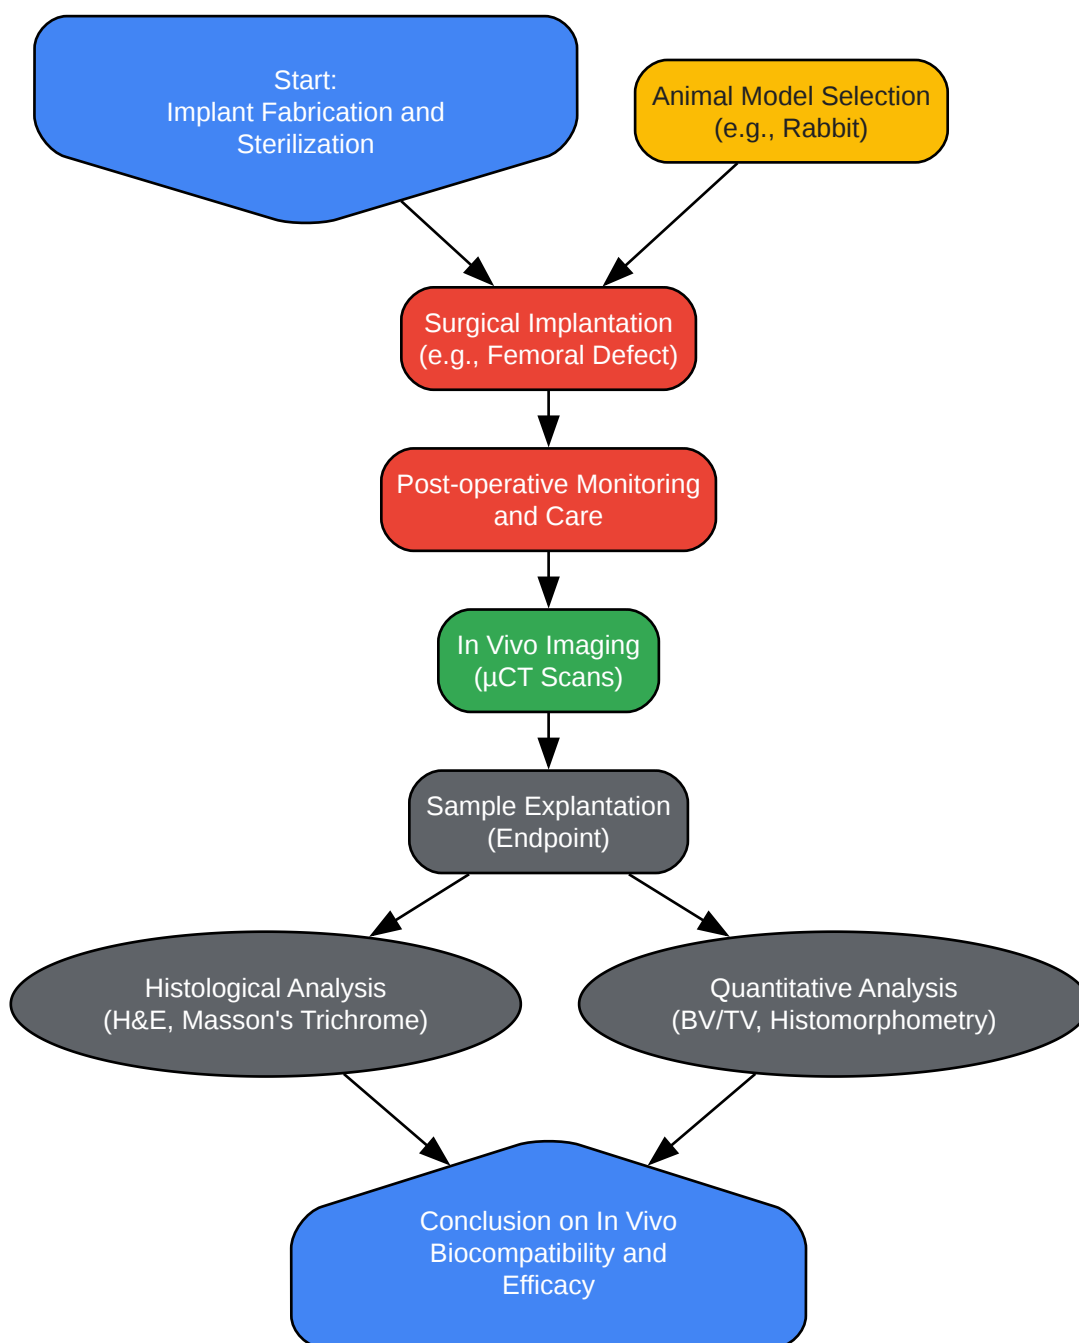 Start:
Implant Fabrication and
Sterilization
Animal Model Selection
(e.g., Rabbit)
Surgical Implantation
(e.g., Femoral Defect)
Post-operative Monitoring
and Care
In Vivo Imaging
(µCT Scans)
Sample Explantation
(Endpoint)
Histological Analysis
(H&E, Masson's Trichrome)
Quantitative Analysis
(BV/TV, Histomorphometry)
Conclusion on In Vivo
Biocompatibility and
Efficacy